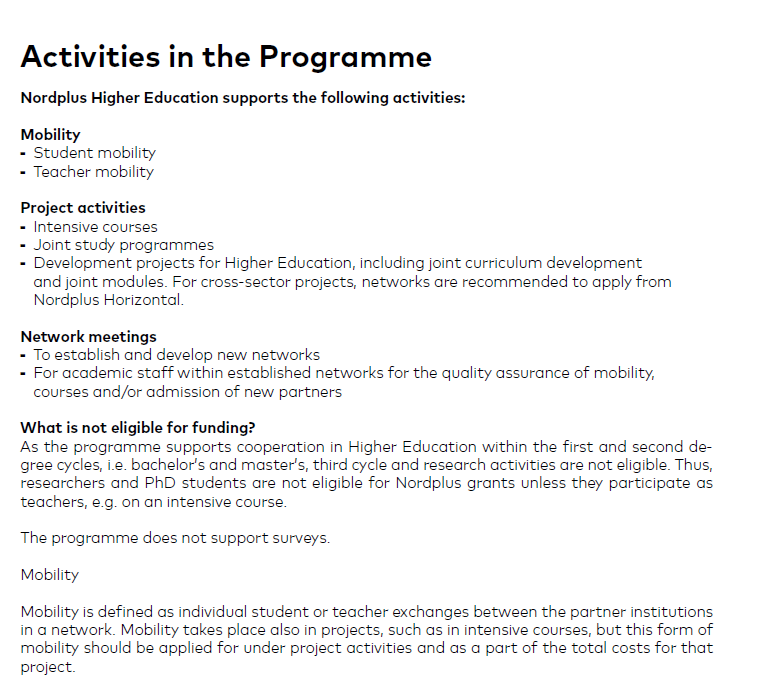 Activities in the Programme
Nordplus Higher Education supports the following activities:
Mobility
- Student mobility
- Teacher mobility
Project activities
- Intensive courses
- Joint study programmes
- Development projects for Higher Education, including joint curriculum development
and joint modules. For cross-sector projects, networks are recommended to apply from
Nordplus Horizontal.
Network meetings
- To establish and develop new networks
- For academic staff within established networks for the quality assurance of mobility,
courses and/or admission of new partners
What is not eligible for funding?
As the programme supports cooperation in Higher Education within the first and second de-
gree cycles, i.e. bachelor's and master's, third cycle and research activities are not eligible. Thus,
researchers and PhD students are not eligible for Nordplus grants unless they participate as
teachers, e.g. on an intensive course.
The programme does not support surveys.
Mobility
Mobility is defined as individual student or teacher exchanges between the partner institutions
in a network. Mobility takes place also in projects, such as in intensive courses, but this form of
mobility should be applied for under project activities and as a part of the total costs for that
project.